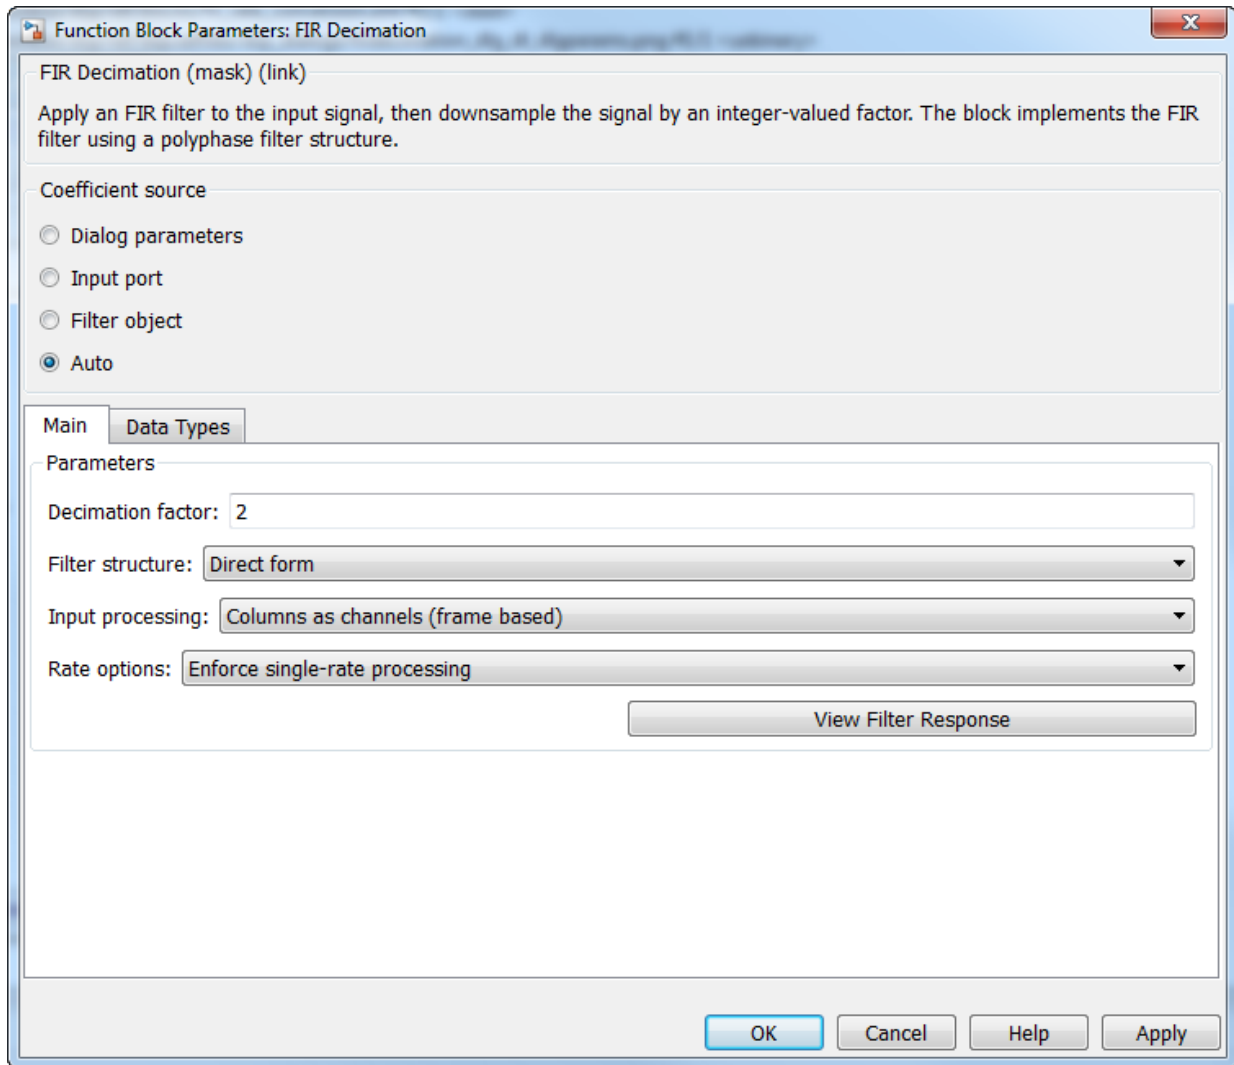 Function Block Parameters: FIR Decimation
FIR Decimation (mask) (link)
Apply an FIR filter to the input signal, then downsample the signal by an integer-valued factor. The block implements the FIR
filter using a polyphase filter structure.
Coefficient source
Dialog parameters
Input port
Filter object
Auto
Main Data Types
Parameters
Decimation factor: 2
Filter structure: Direct form
Input processing: Columns as channels (frame based)
Rate options: Enforce single-rate processing
View Filter Response
OK Cancel Help Apply